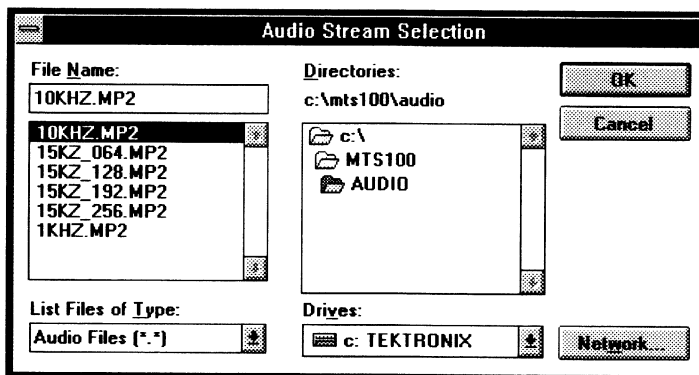 Audio Stream Selection
File Name:
10KHZ.MP2
10KHZ.MP2
15KZ_064.MP2
15KZ_128.MP2
15KZ_192.MP2
15KZ_256.MP2
1KHZ.MP2
List Files of Type:
Audio Files (*.*)
Directories:
c:\mts100\audio
c:\
MTS100
AUDIO
Drives:
c: TEKTRONIX
OK
Cancel
Network...